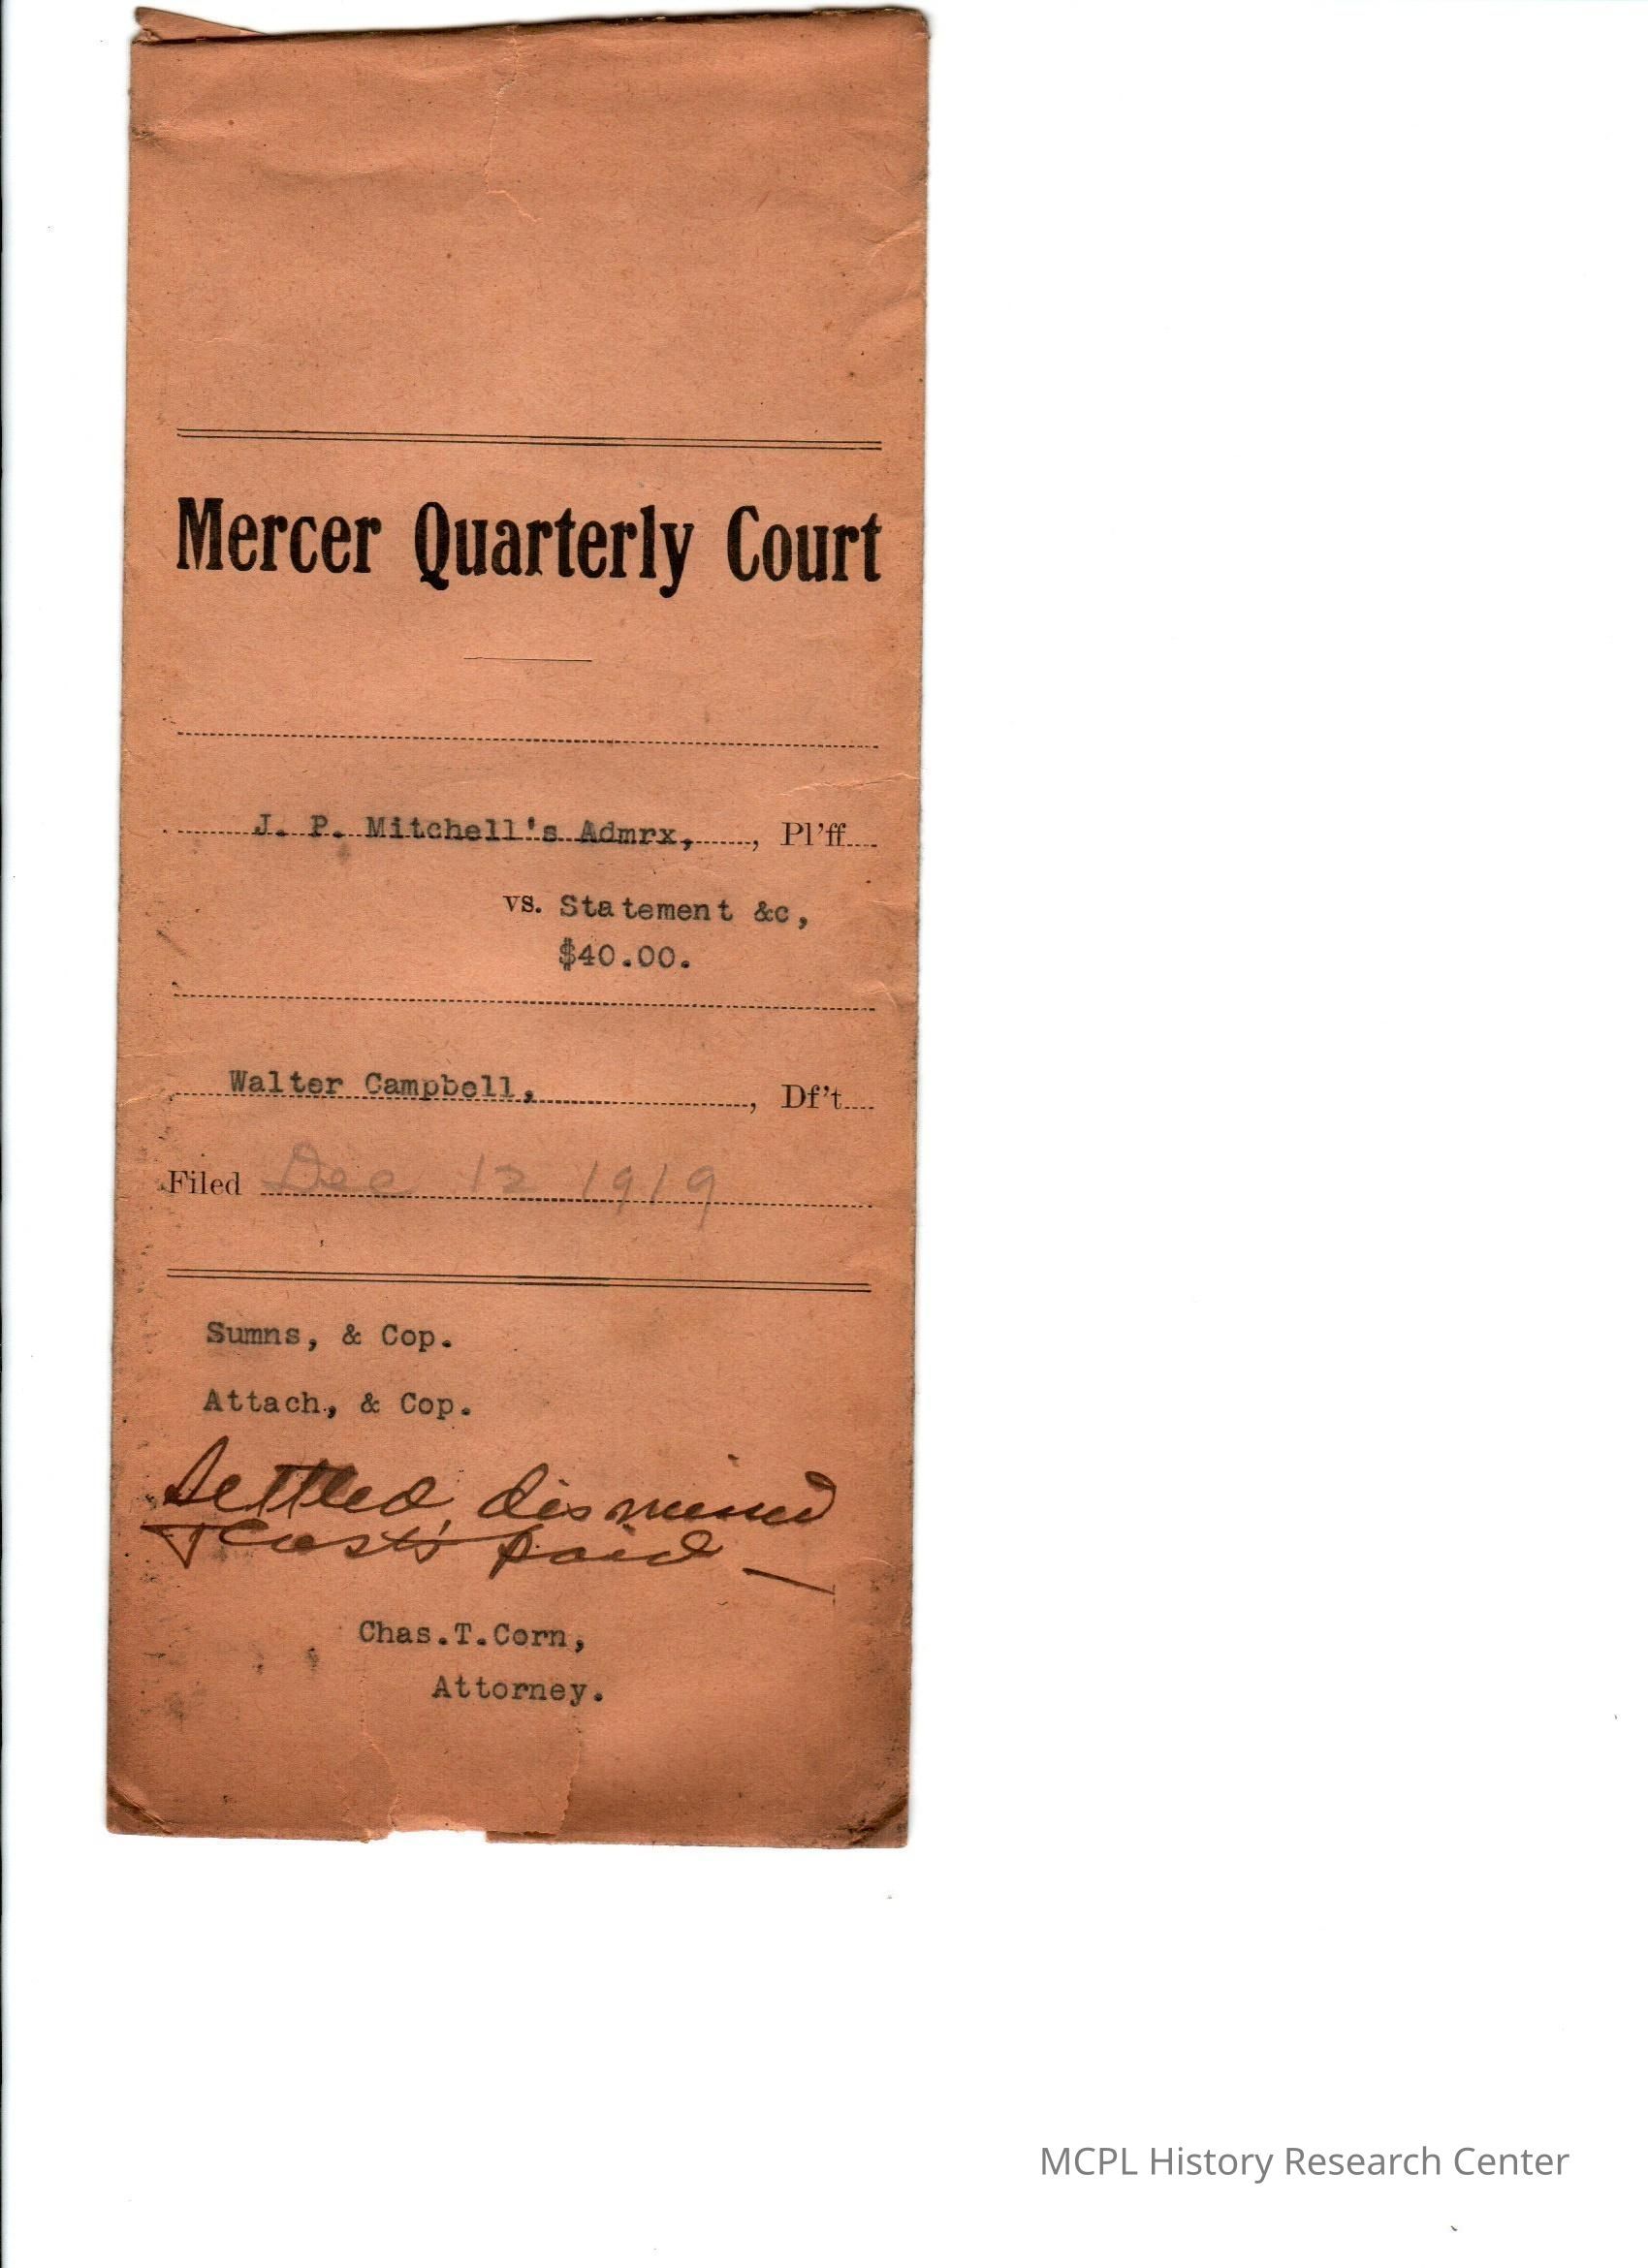 Mercer Quarterly Court
J. P. Mitchell's Admrx, , Pl'ff
vs. Statement &c,
$40.00.
Walter Campbell, , Df't
Filed Dec 12 1919
Sumns, & Cop.
Attach, & Cop.
Settled, dismissed
& Costs paid —
Chas.T.Corn,
Attorney.
MCPL History Research Center